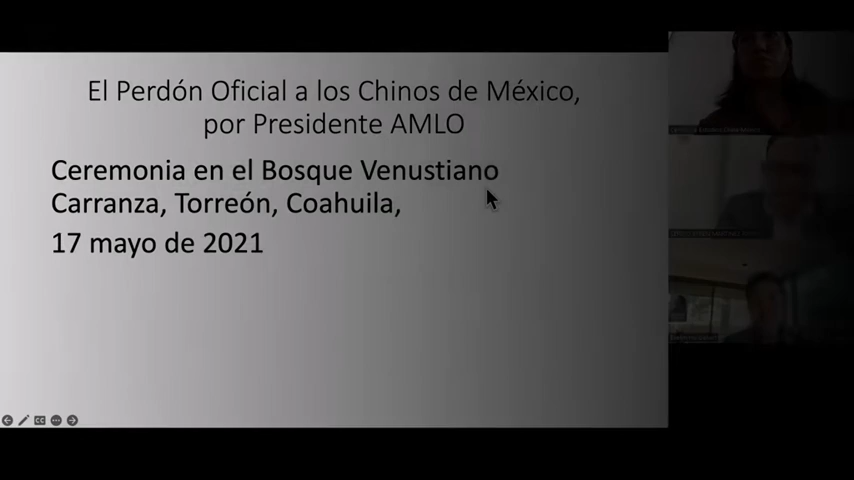 El Perdón Oficial a los Chinos de México,
por Presidente AMLO
Ceremonia en el Bosque Venustiano
Carranza, Torreón, Coahuila,
17 mayo de 2021